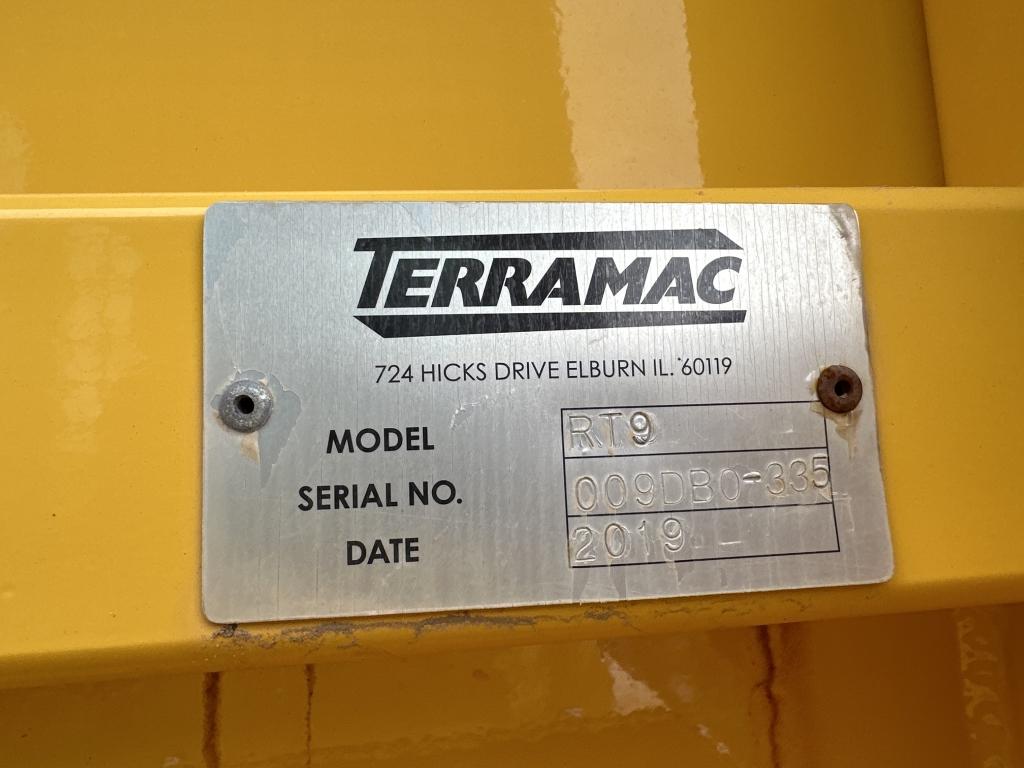 TERRAMAC
724 HICKS DRIVE ELBURN IL. 60119
MODEL RT9
SERIAL NO. 009DB0-335
DATE 2019